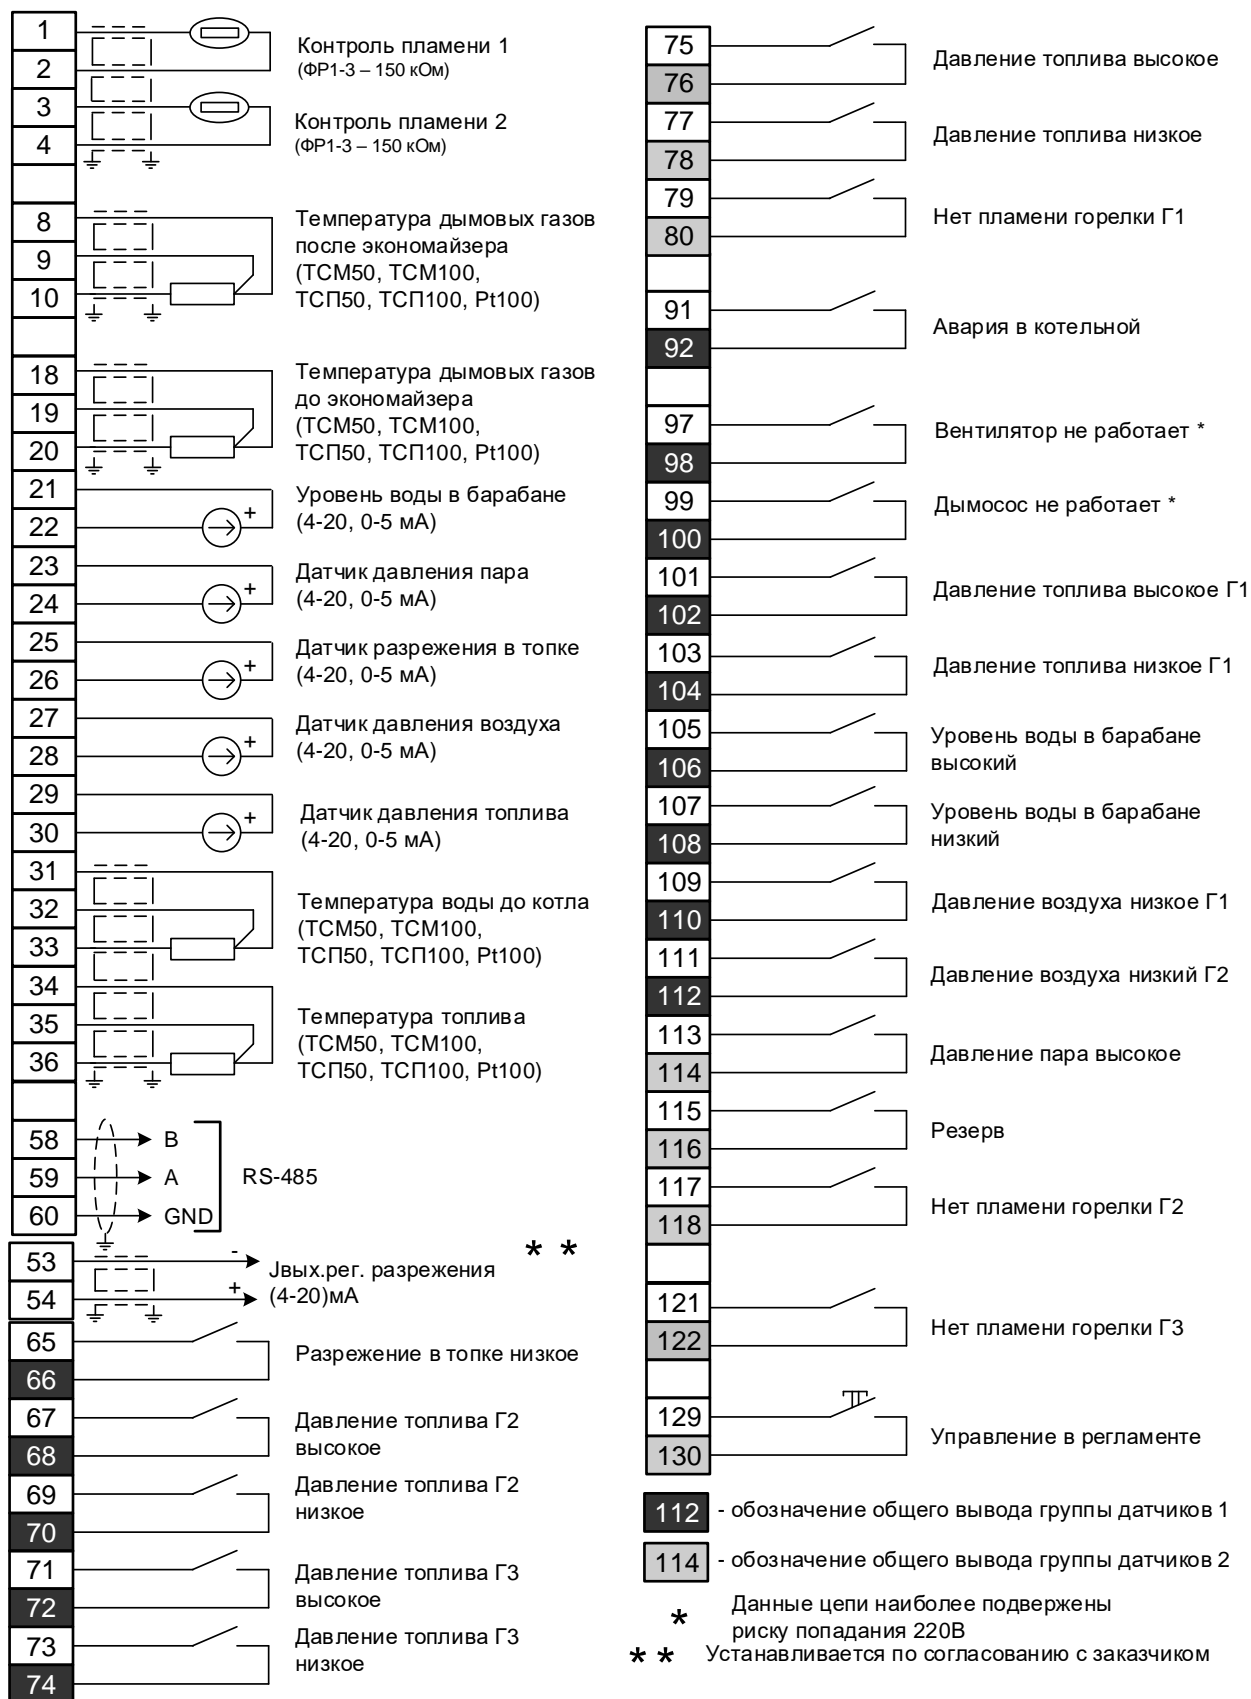 1
2
Контроль пламени 1
(ФР1-3 – 150 кОм)
3
4
Контроль пламени 2
(ФР1-3 – 150 кОм)
8
9
10
Температура дымовых газов
после экономайзера
(ТСМ50, ТСМ100,
ТСП50, ТСП100, Pt100)
18
19
20
Температура дымовых газов
до экономайзера
(ТСМ50, ТСМ100,
ТСП50, ТСП100, Pt100)
21
22
+
Уровень воды в барабане
(4-20, 0-5 мА)
23
24
+
Датчик давления пара
(4-20, 0-5 мА)
25
26
+
Датчик разрежения в топке
(4-20, 0-5 мА)
27
28
+
Датчик давления воздуха
(4-20, 0-5 мА)
29
30
+
Датчик давления топлива
(4-20, 0-5 мА)
31
32
33
Температура воды до котла
(ТСМ50, ТСМ100,
ТСП50, ТСП100, Pt100)
34
35
36
Температура топлива
(ТСМ50, ТСМ100,
ТСП50, ТСП100, Pt100)
58 B
59 A
60 GND
RS-485
53 -
54 +
Jвых.рег. разрежения
(4-20)мА
* *
65
66
Разрежение в топке низкое
67
68
Давление топлива Г2
высокое
69
70
Давление топлива Г2
низкое
71
72
Давление топлива Г3
высокое
73
74
Давление топлива Г3
низкое
75
76
Давление топлива высокое
77
78
Давление топлива низкое
79
80
Нет пламени горелки Г1
91
92
Авария в котельной
97
98
Вентилятор не работает *
99
100
Дымосос не работает *
101
102
Давление топлива высокое Г1
103
104
Давление топлива низкое Г1
105
106
Уровень воды в барабане
высокий
107
108
Уровень воды в барабане
низкий
109
110
Давление воздуха низкое Г1
111
112
Давление воздуха низкий Г2
113
114
Давление пара высокое
115
116
Резерв
117
118
Нет пламени горелки Г2
121
122
Нет пламени горелки Г3
129
130
Управление в регламенте
112 - обозначение общего вывода группы датчиков 1
114 - обозначение общего вывода группы датчиков 2
* Данные цепи наиболее подвержены
риску попадания 220В
* * Устанавливается по согласованию с заказчиком